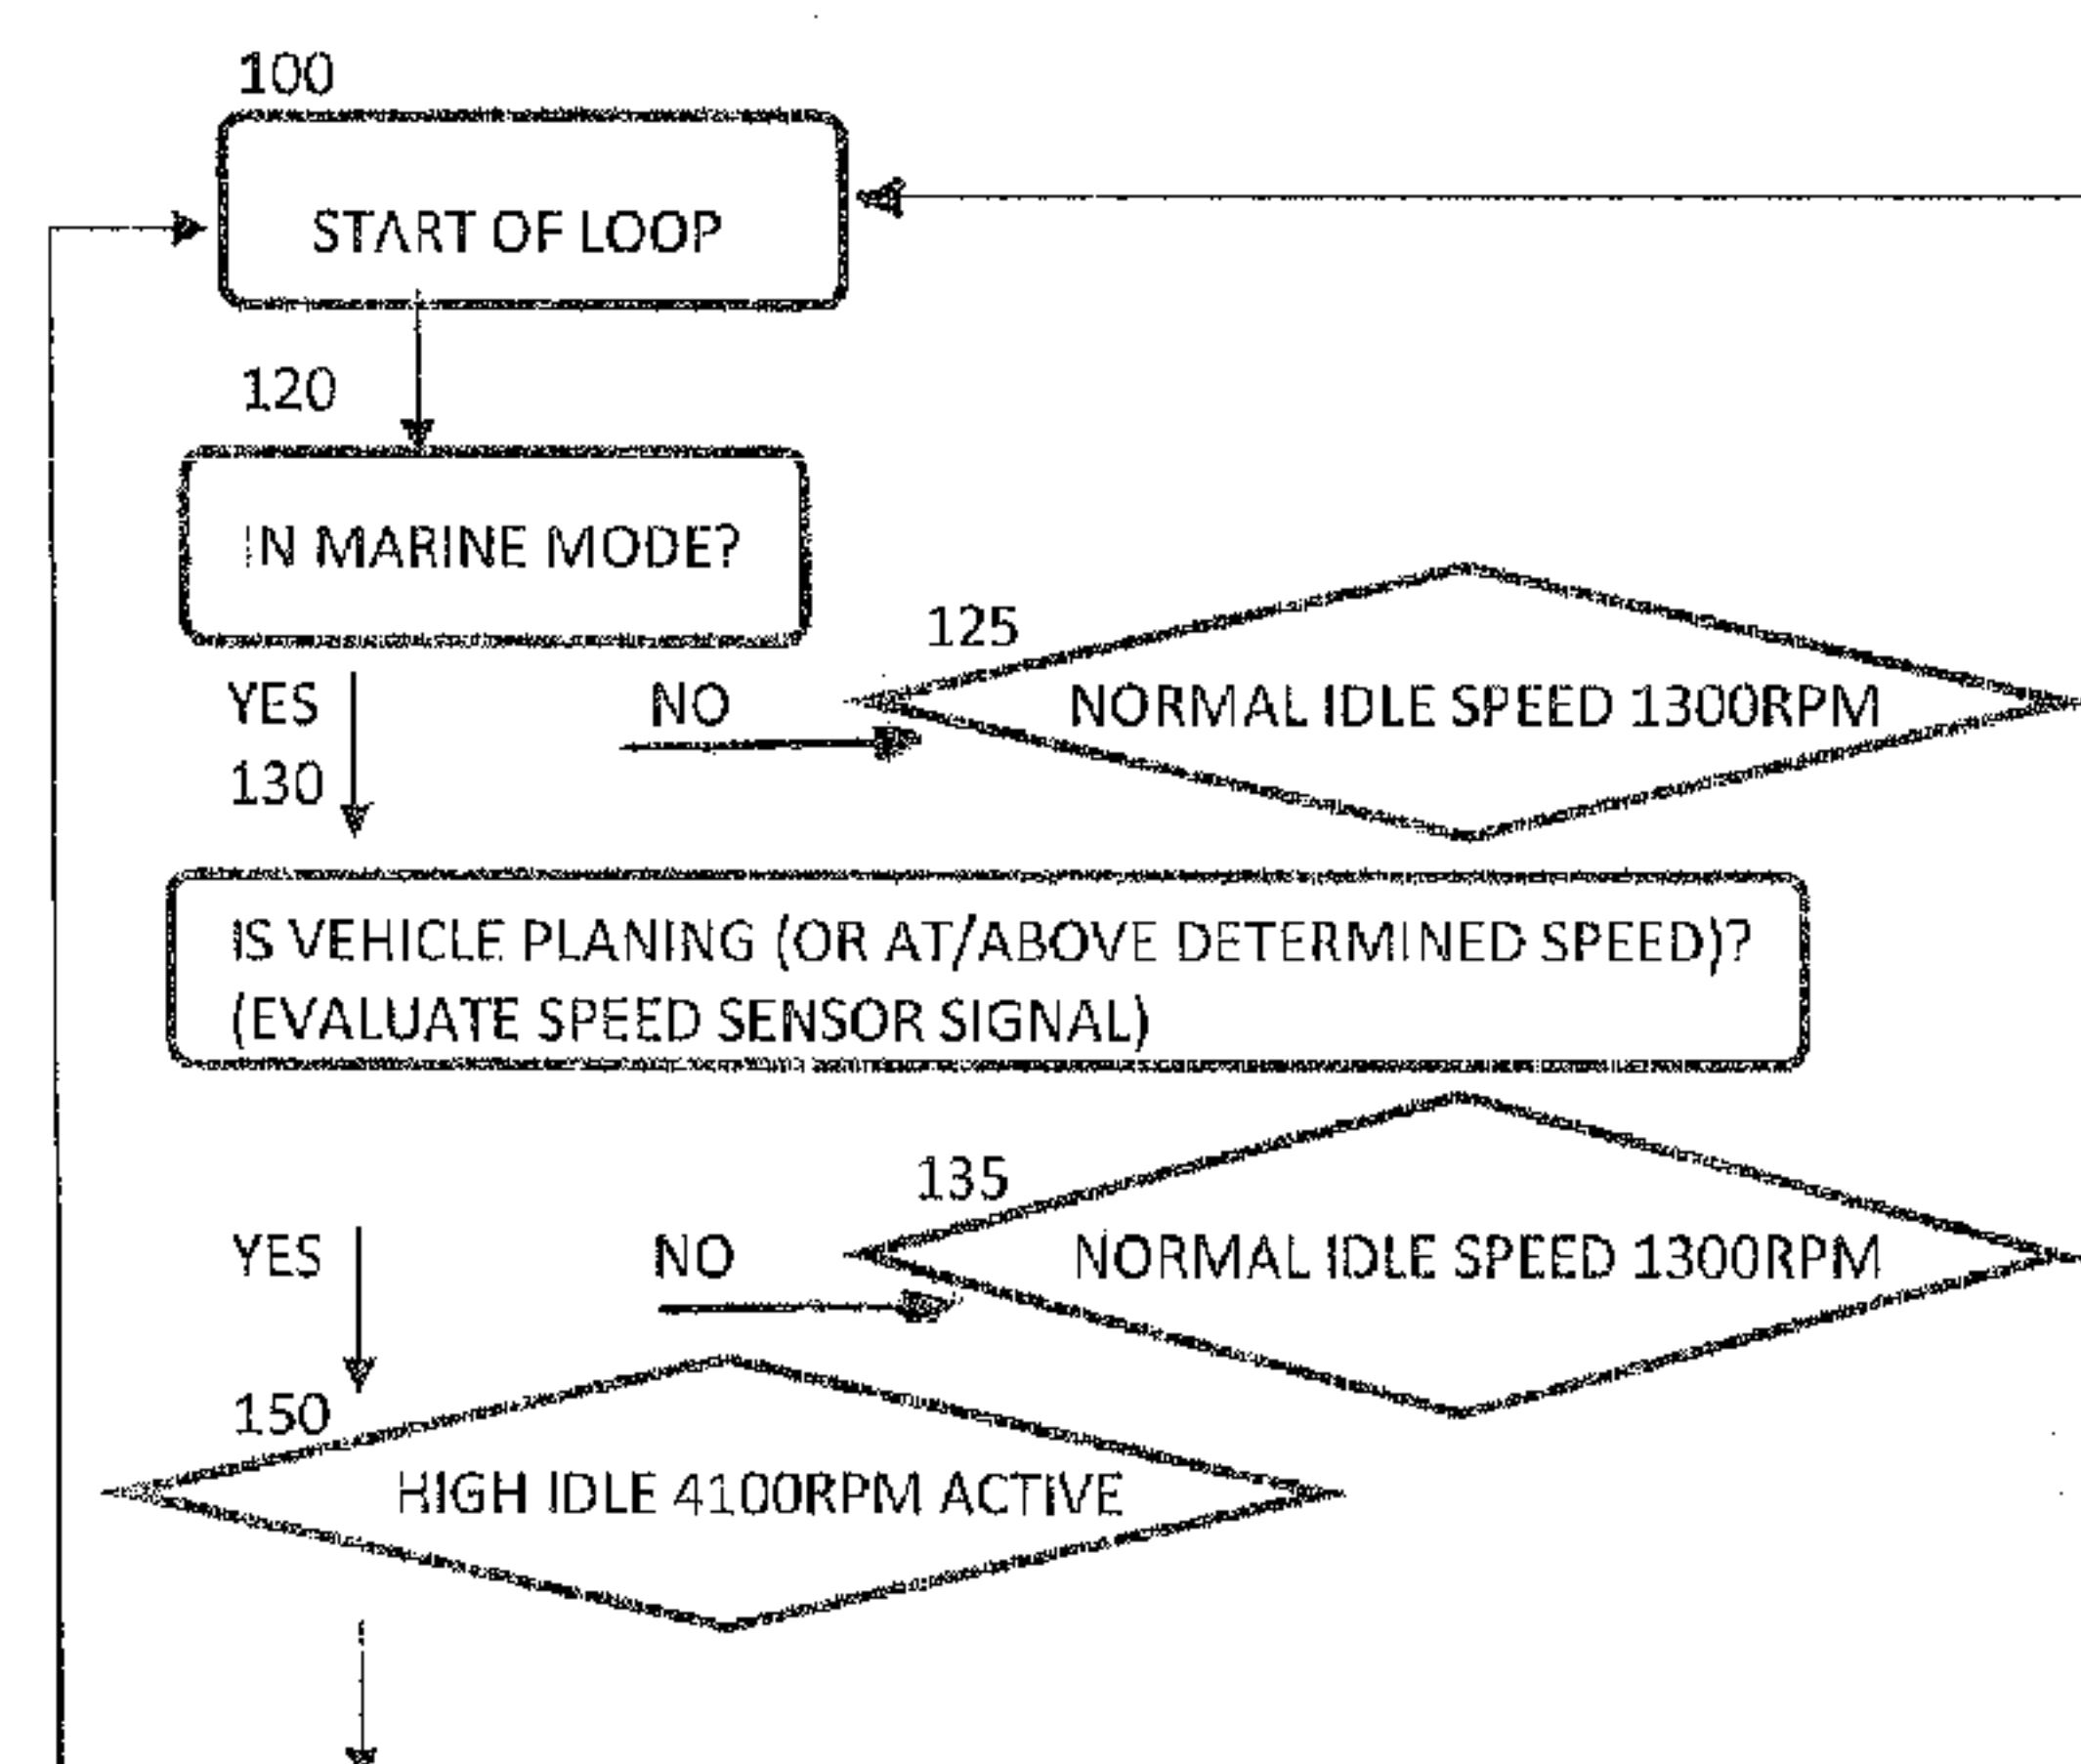 100
START OF LOOP
120
IN MARINE MODE?
125
YES
NO
NORMAL IDLE SPEED 1300RPM
130
IS VEHICLE PLANING (OR AT/ABOVE DETERMINED SPEED)?
(EVALUATE SPEED SENSOR SIGNAL)
135
YES
NO
NORMAL IDLE SPEED 1300RPM
150
HIGH IDLE 4100RPM ACTIVE